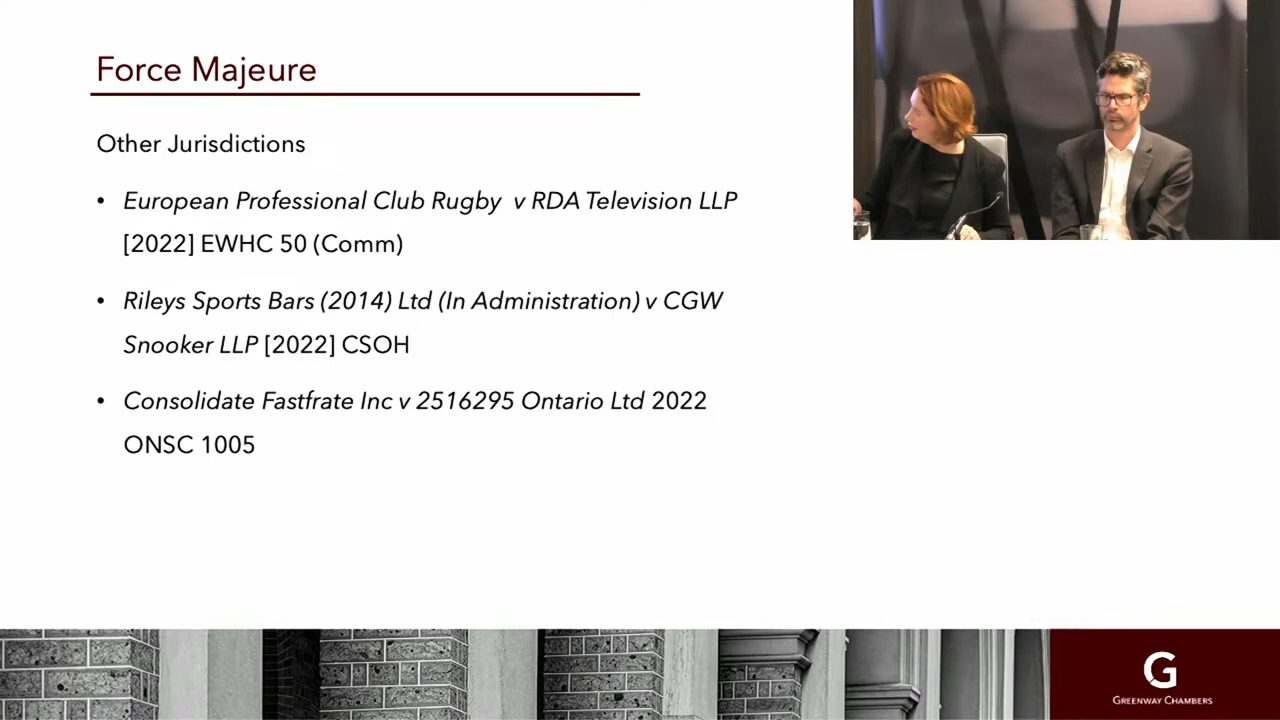 Force Majeure
Other Jurisdictions
• European Professional Club Rugby v RDA Television LLP
[2022] EWHC 50 (Comm)
• Rileys Sports Bars (2014) Ltd (In Administration) v CGW
Snooker LLP [2022] CSOH
• Consolidate Fastfrate Inc v 2516295 Ontario Ltd 2022
ONSC 1005
G
GREENWAY CHAMBERS